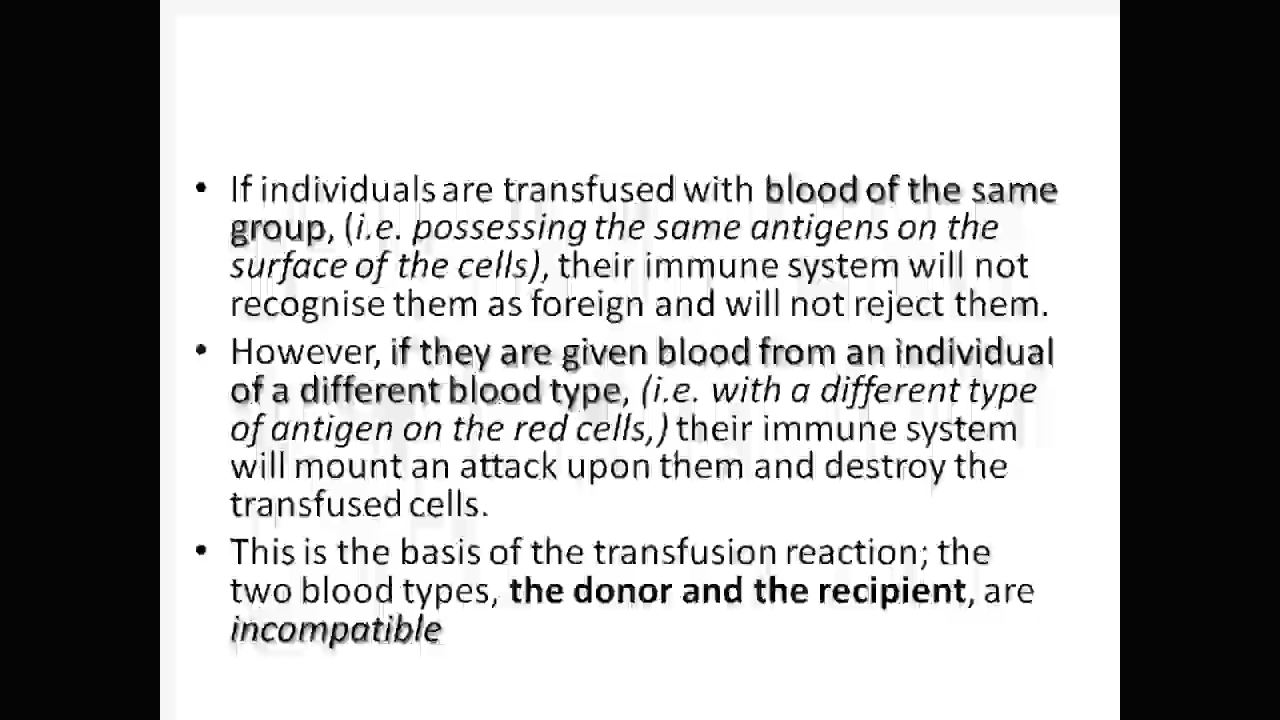 • If individuals are transfused with blood of the same
group, (i.e. possessing the same antigens on the
surface of the cells), their immune system will not
recognise them as foreign and will not reject them.
• However, if they are given blood from an individual
of a different blood type, (i.e. with a different type
of antigen on the red cells,) their immune system
will mount an attack upon them and destroy the
transfused cells.
• This is the basis of the transfusion reaction; the
two blood types, the donor and the recipient, are
incompatible